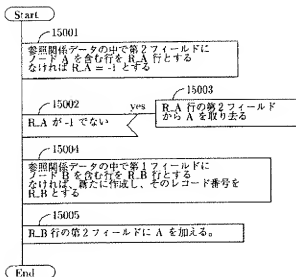 Start
15001
参照関係データの中で第2フィールドに
ノード A を含む行を R_A 行とする
なければ R_A = -1 とする
15002
R_A が -1 でない
yes
15003
R_A 行の第2フィールド
から A を取り去る
15004
参照関係データの中で第1フィールドに
ノード B を含む行を R_B 行とする
なければ、新たに作成し、そのレコード番号を
R_B とする
15005
R_B 行の第2フィールドに A を加える。
End